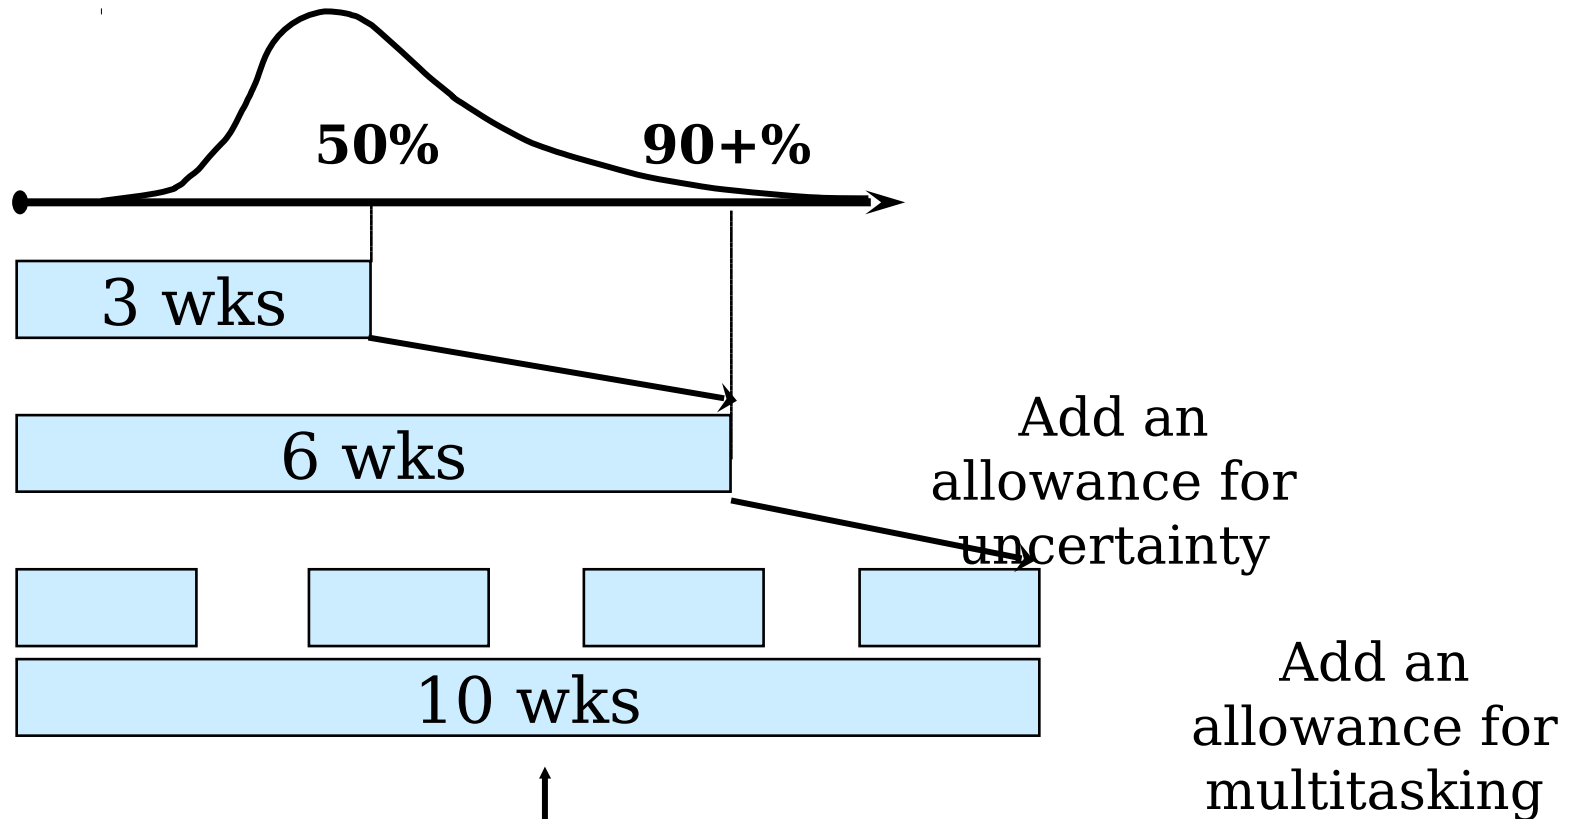 50%
90+%
3 wks
6 wks
Add an
allowance for
uncertainty
10 wks
Add an
allowance for
multitasking